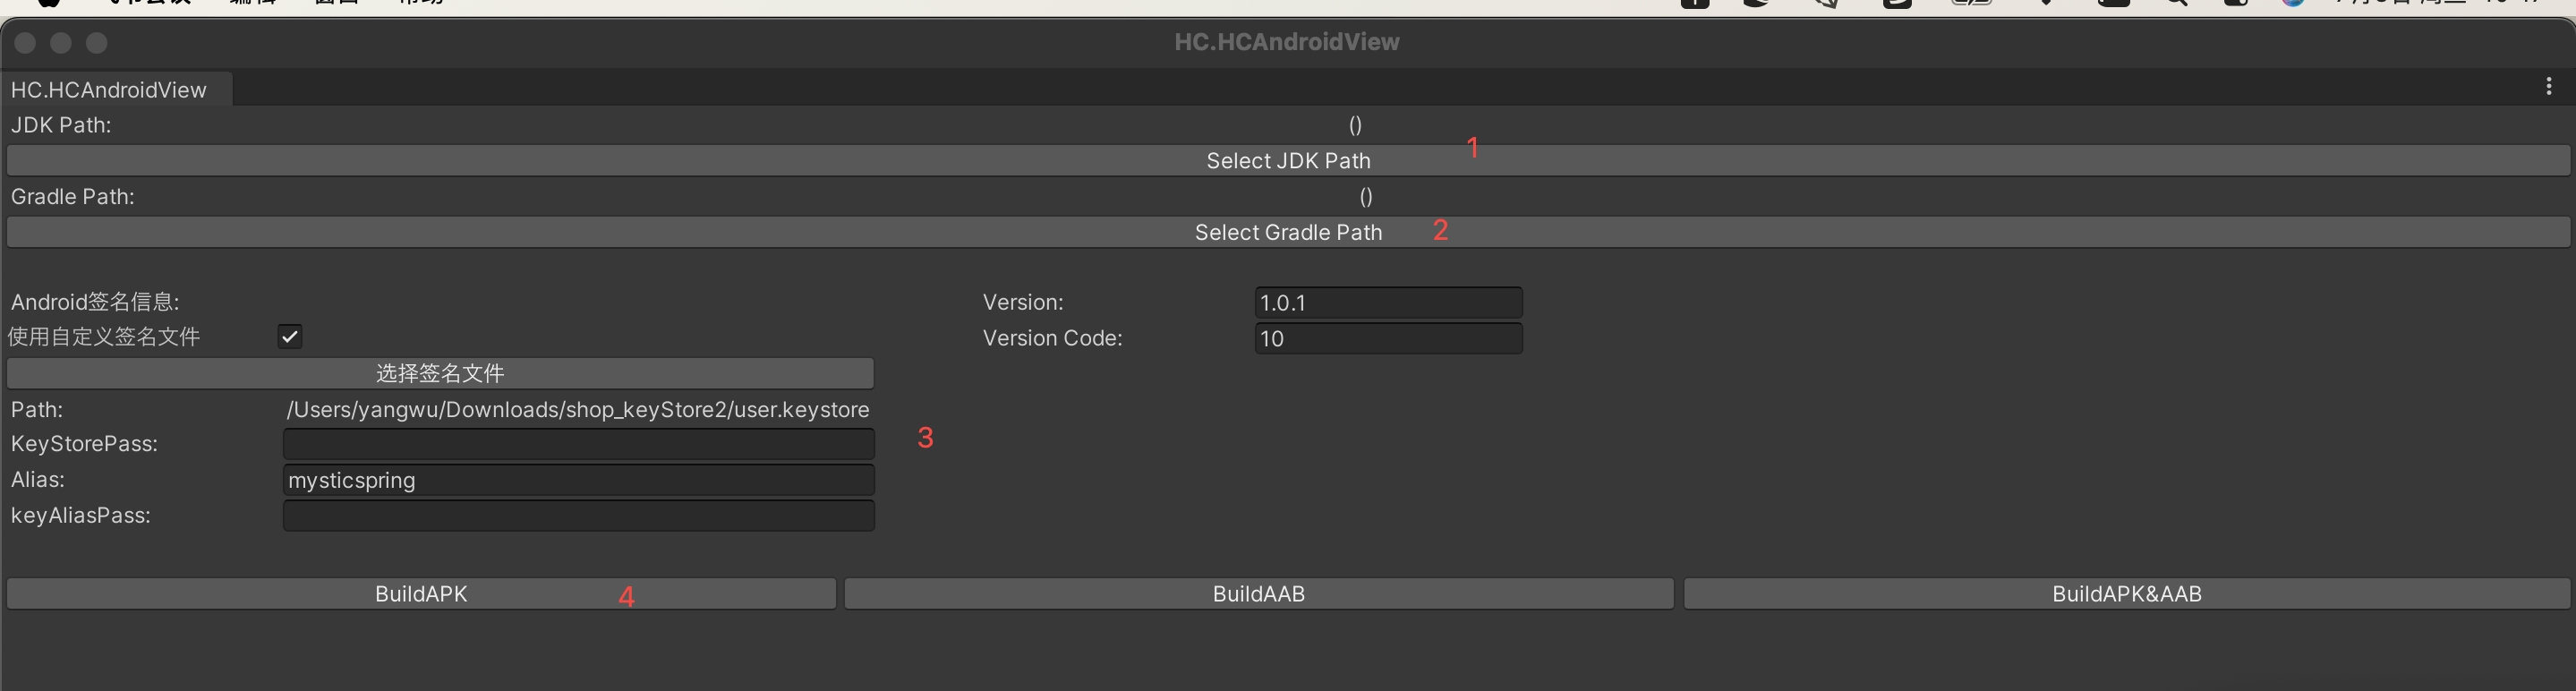 HC.HCAndroidView
HC.HCAndroidView
JDK Path: ()
1
Select JDK Path
Gradle Path: ()
Select Gradle Path 2
Android签名信息: Version: 1.0.1
使用自定义签名文件 Version Code: 10
选择签名文件
Path: /Users/yangwu/Downloads/shop_keyStore2/user.keystore
KeyStorePass: 3
Alias: mysticspring
keyAliasPass:
BuildAPK 4 BuildAAB BuildAPK&AAB